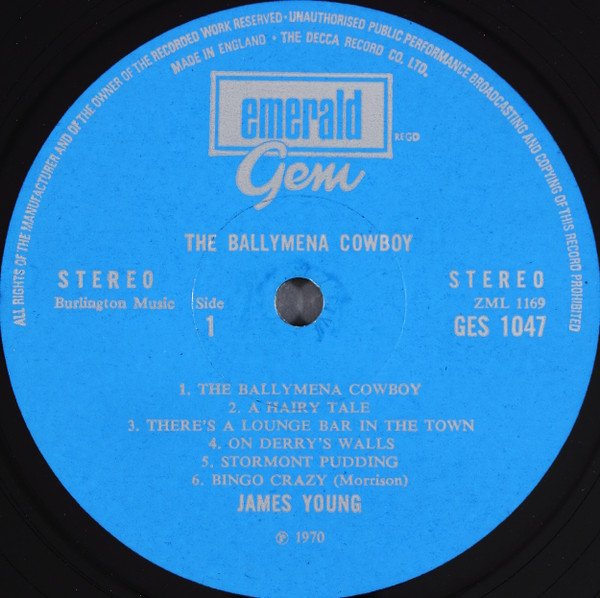 ALL RIGHTS OF THE MANUFACTURER AND OF THE OWNER OF THE RECORDED WORK RESERVED · UNAUTHORISED PUBLIC PERFORMANCE BROADCASTING AND COPYING OF THIS RECORD PROHIBITED
MADE IN ENGLAND · THE DECCA RECORD CO. LTD.
emerald
REGD
Gem
THE BALLYMENA COWBOY
STEREO STEREO
Burlington Music Side ZML 1169
1 GES 1047
1. THE BALLYMENA COWBOY
2. A HAIRY TALE
3. THERE'S A LOUNGE BAR IN THE TOWN
4. ON DERRY'S WALLS
5. STORMONT PUDDING
6. BINGO CRAZY (Morrison)
JAMES YOUNG
℗ 1970